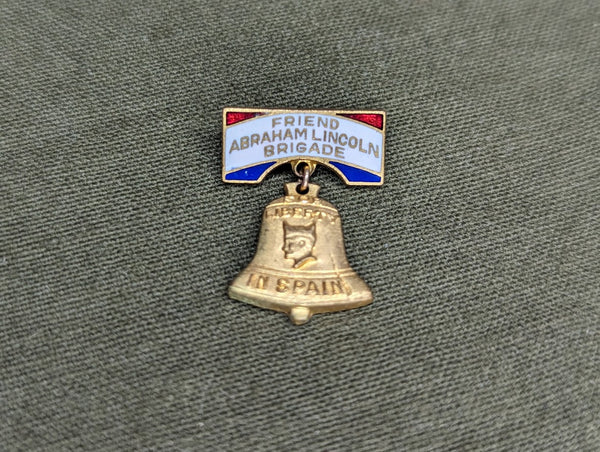 FRIEND
ABRAHAM LINCOLN
BRIGADE
LIBERTY
IN SPAIN